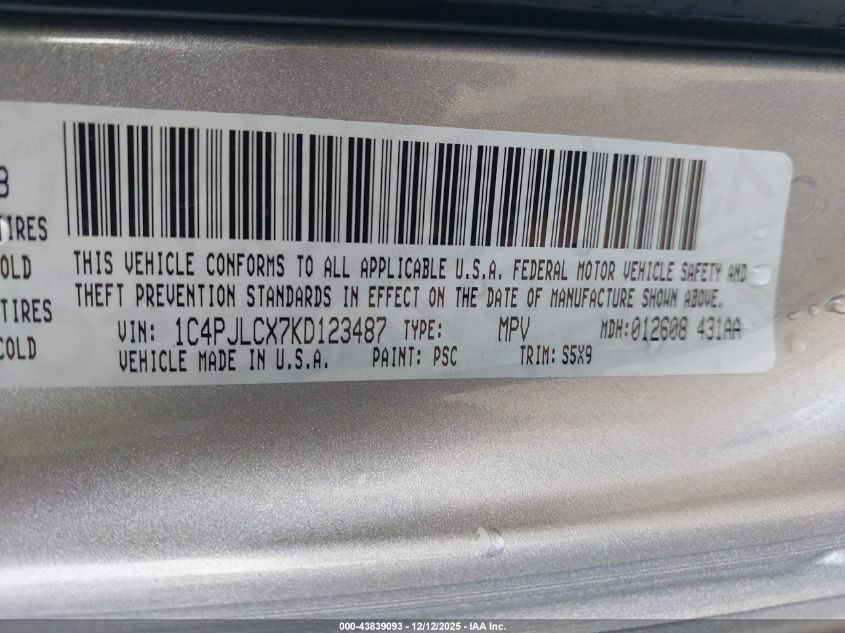 8
TIRES
COLD
TIRES
COLD
THIS VEHICLE CONFORMS TO ALL APPLICABLE U.S.A. FEDERAL MOTOR VEHICLE SAFETY AND
THEFT PREVENTION STANDARDS IN EFFECT ON THE DATE OF MANUFACTURE SHOWN ABOVE.
VIN: 1C4PJLCX7KD123487 TYPE: MPV MDH:012608 431AA
VEHICLE MADE IN U.S.A. PAINT: PSC TRIM: S5X9
000-43839093 - 12/12/2025 - IAA Inc.